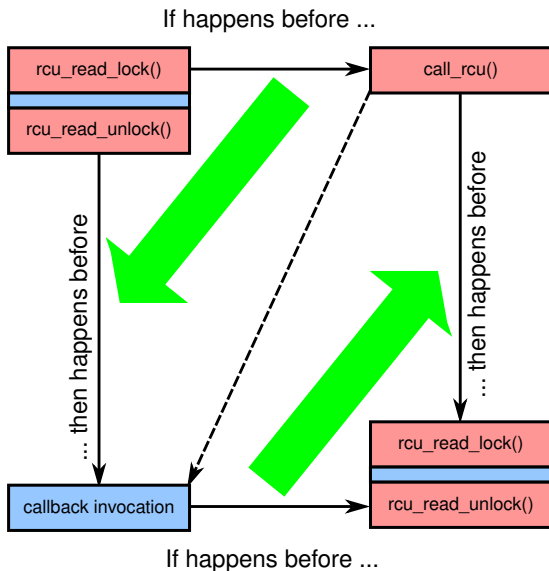 If happens before ...
rcu_read_lock()
call_rcu()
rcu_read_unlock()
... then happens before
... then happens before
rcu_read_lock()
callback invocation
rcu_read_unlock()
If happens before ...